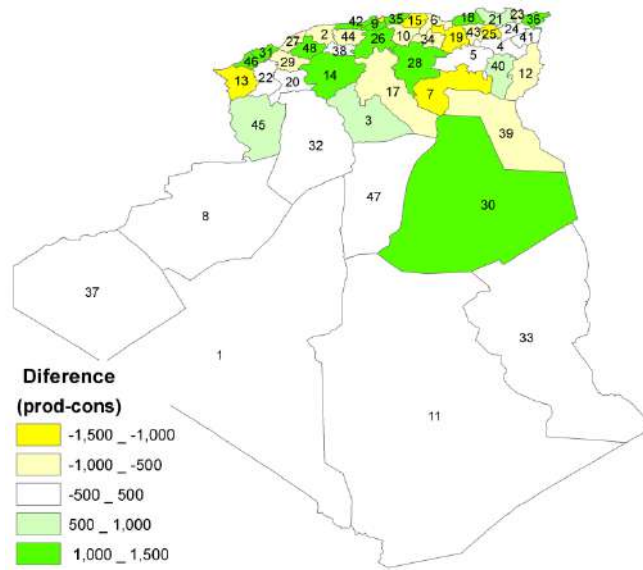 42 9 35 15 6 18 21 23 36
27 2 44 26 10 34 19 43 25 24 41
31 48 38 5 4
46 29 28 40 12
13 22 20 14 17 7
45 3 39
32
8 47 30
37
1 33
11
Diference
(prod-cons)
-1,500 _ -1,000
-1,000 _ -500
-500 _ 500
500 _ 1,000
1,000 _ 1,500